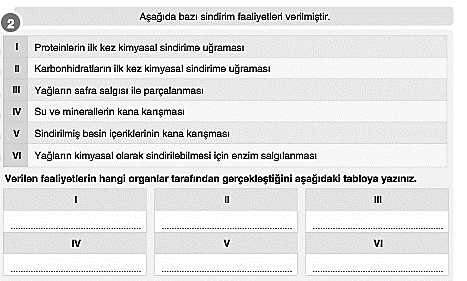 Aşağıda bazı sindirim faaliyetleri verilmiştir.
2
I Proteinlerin ilk kez kimyasal sindirime uğraması
II Karbonhidratların ilk kez kimyasal sindirime uğraması
III Yağların safra salgısı ile parçalanması
IV Su ve minerallerin kana karışması
V Sindirilmiş besin içeriklerinin kana karışması
VI Yağların kimyasal olarak sindirilebilmesi için enzim salgılanması
Verilen faaliyetlerin hangi organlar tarafından gerçekleştiğini aşağıdaki tabloya yazınız.
I II III
IV V VI